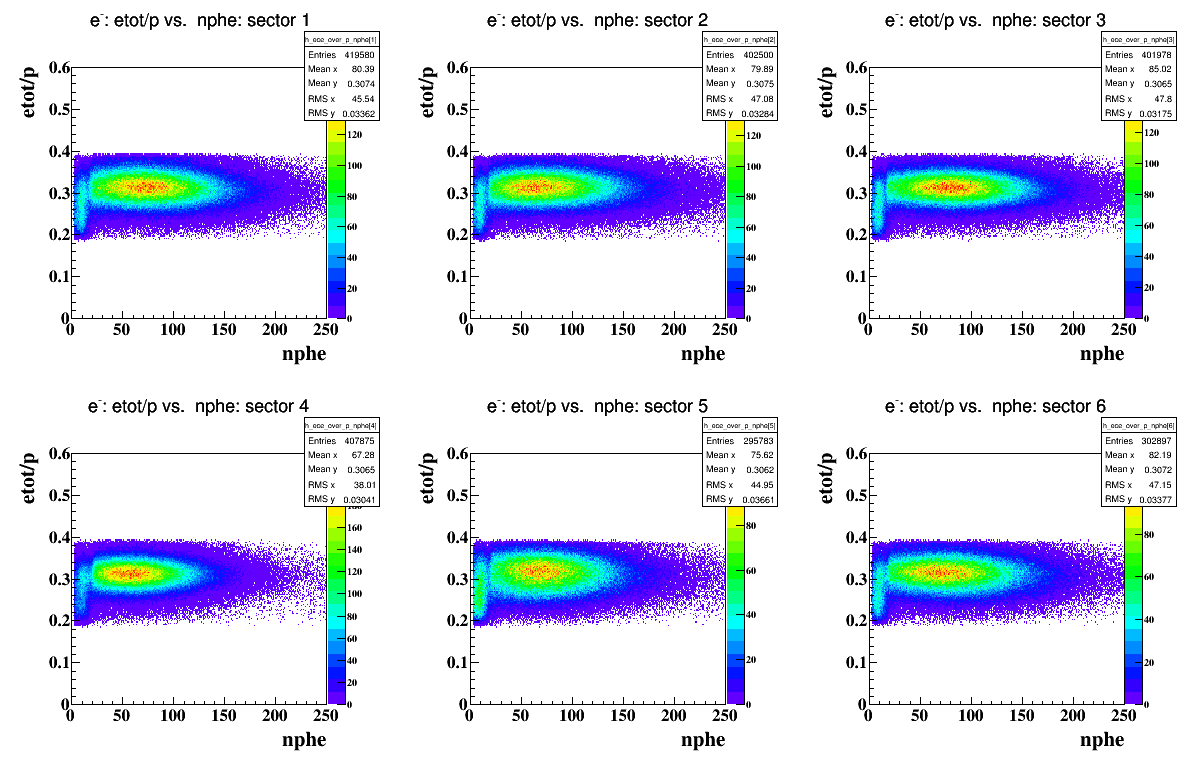 e-: etot/p vs. nphe: sector 1
h_ece_over_p_nphe[1]
Entries 419580
Mean x 80.39
Mean y 0.3074
RMS x 45.54
RMS y 0.03362
etot/p
0.6
0.5
0.4
0.3
0.2
0.1
0
0 50 100 150 200 250
nphe
120
100
80
60
40
20
0
e-: etot/p vs. nphe: sector 2
h_ece_over_p_nphe[2]
Entries 402500
Mean x 79.89
Mean y 0.3075
RMS x 47.08
RMS y 0.03284
etot/p
0.6
0.5
0.4
0.3
0.2
0.1
0
0 50 100 150 200 250
nphe
120
100
80
60
40
20
0
e-: etot/p vs. nphe: sector 3
h_ece_over_p_nphe[3]
Entries 401978
Mean x 85.02
Mean y 0.3065
RMS x 47.8
RMS y 0.03175
etot/p
0.6
0.5
0.4
0.3
0.2
0.1
0
0 50 100 150 200 250
nphe
120
100
80
60
40
20
0
e-: etot/p vs. nphe: sector 4
h_ece_over_p_nphe[4]
Entries 407875
Mean x 67.28
Mean y 0.3065
RMS x 38.01
RMS y 0.03041
etot/p
0.6
0.5
0.4
0.3
0.2
0.1
0
0 50 100 150 200 250
nphe
180
160
140
120
100
80
60
40
20
0
e-: etot/p vs. nphe: sector 5
h_ece_over_p_nphe[5]
Entries 295783
Mean x 75.62
Mean y 0.3062
RMS x 44.95
RMS y 0.03661
etot/p
0.6
0.5
0.4
0.3
0.2
0.1
0
0 50 100 150 200 250
nphe
80
60
40
20
0
e-: etot/p vs. nphe: sector 6
h_ece_over_p_nphe[6]
Entries 302897
Mean x 82.19
Mean y 0.3072
RMS x 47.15
RMS y 0.03377
etot/p
0.6
0.5
0.4
0.3
0.2
0.1
0
0 50 100 150 200 250
nphe
80
60
40
20
0